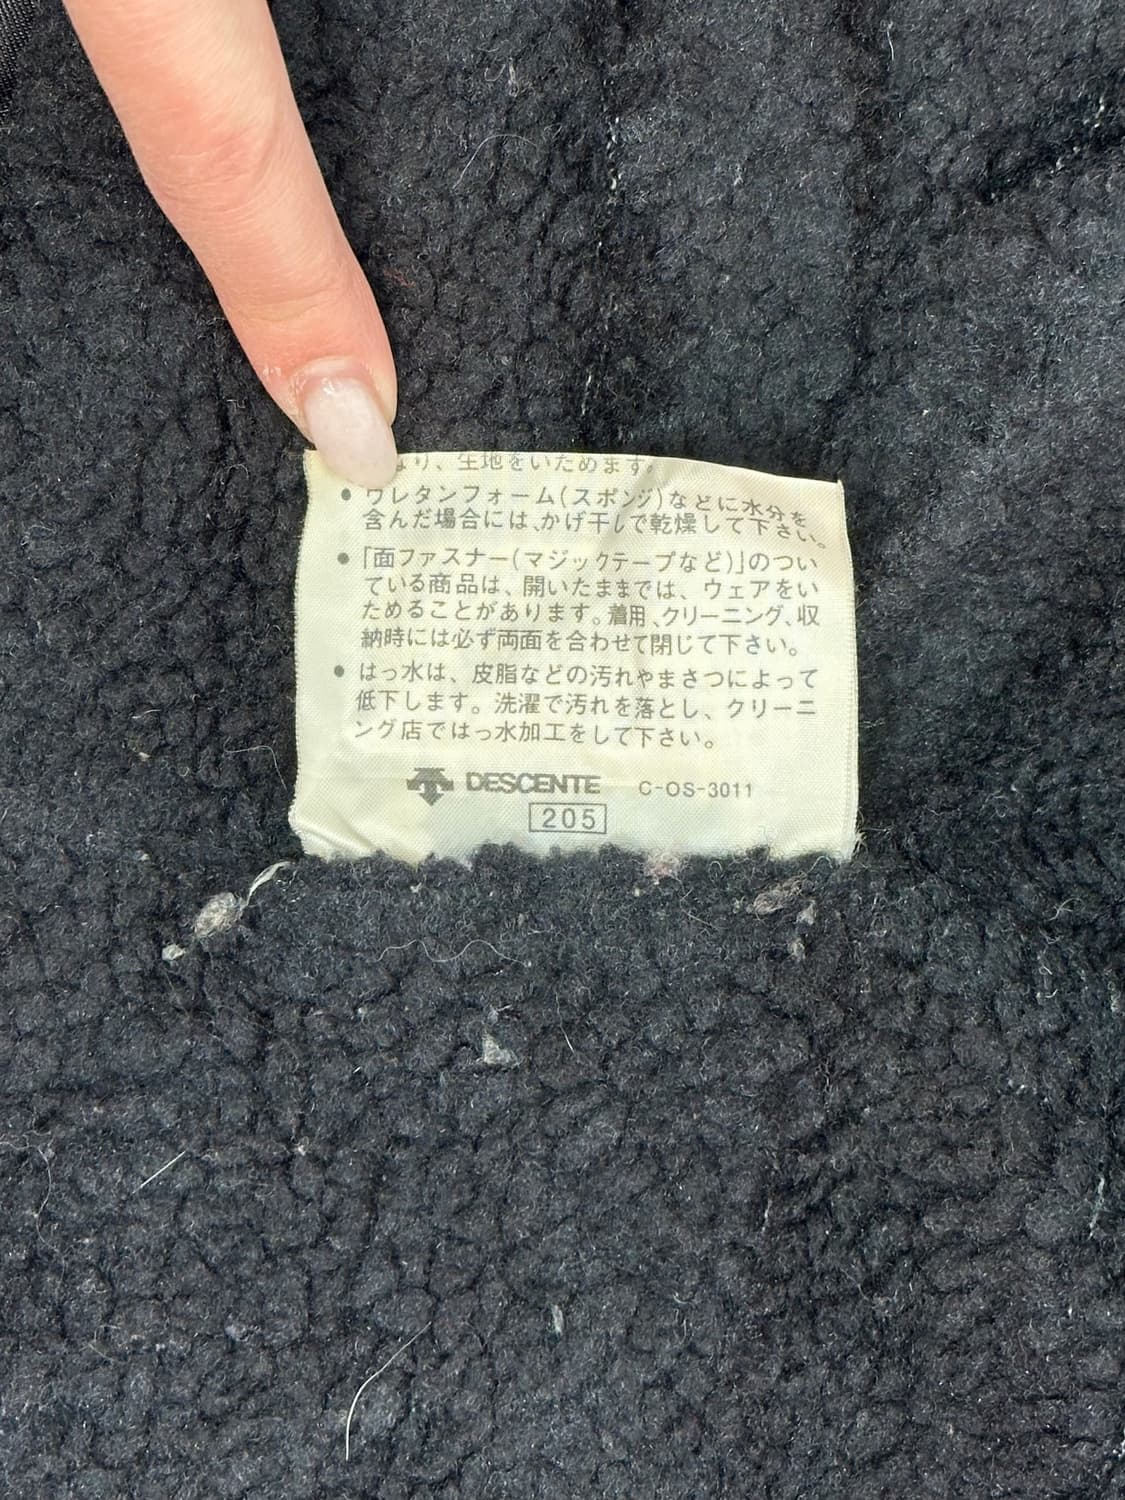 り、生地をいためます。
• ウレタンフォーム(スポンジ)などに水分を
含んだ場合には、かげ干しで乾燥して下さい。
• 「面ファスナー(マジックテープなど)」のつい
ている商品は、開いたままでは、ウェアをい
ためることがあります。着用、クリーニング、収
納時には必ず両面を合わせて閉じて下さい。
• はっ水は、皮脂などの汚れやまさつによって
低下します。洗濯で汚れを落とし、クリーニ
ング店ではっ水加工をして下さい。
DESCENTE C-OS-3011
205